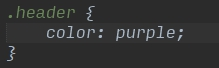 .header {
    color: purple;
}